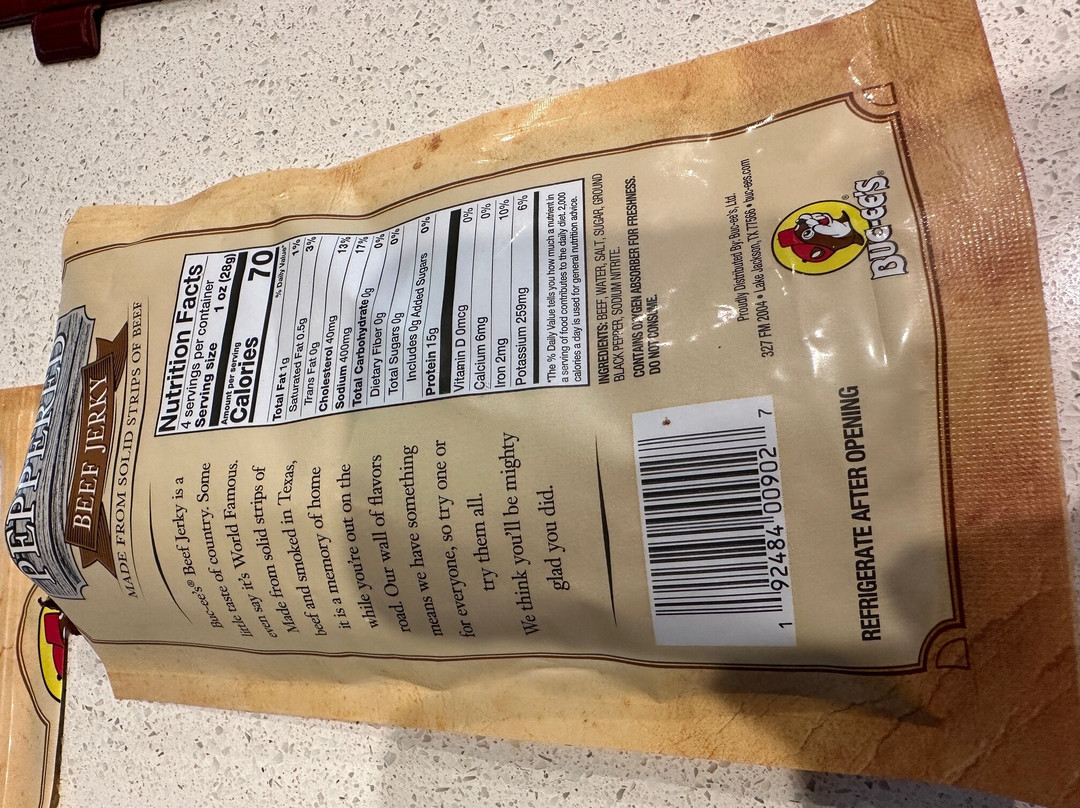 PEPPERED
BEEF JERKY
MADE FROM SOLID STRIPS OF BEEF
Buc-ee's® Beef Jerky is a
little taste of country. Some
even say it's World Famous.
Made from solid strips of
beef and smoked in Texas,
it is a memory of home
while you're out on the
road. Our wall of flavors
means we have something
for everyone, so try one or
try them all.
We think you'll be mighty
glad you did.
Nutrition Facts
4 servings per container
Serving size 1 oz (28g)
Amount per serving
Calories 70
% Daily Value*
Total Fat 1g %
Saturated Fat 0.5g 3%
Trans Fat 0g
Cholesterol 40mg 13%
Sodium 400mg 17%
Total Carbohydrate 0g 0%
Dietary Fiber 0g 0%
Total Sugars 0g
Includes 0g Added Sugars 0%
Protein 15g
Vitamin D 0mcg 0%
Calcium 6mg 0%
Iron 2mg 10%
Potassium 259mg 6%
*The % Daily Value tells you how much a nutrient in
a serving of food contributes to the daily diet. 2,000
calories a day is used for general nutrition advice.
INGREDIENTS: BEEF, WATER, SALT, SUGAR, GROUND
BLACK PEPPER, SODIUM NITRITE.
CONTAINS OXYGEN ABSORBER FOR FRESHNESS.
DO NOT CONSUME.
1 92484 00902 7
Proudly Distributed By: Buc-ee's, Ltd.
327 FM 2004 • Lake Jackson, TX 77566 • buc-ees.com
REFRIGERATE AFTER OPENING
BUC-EE'S®